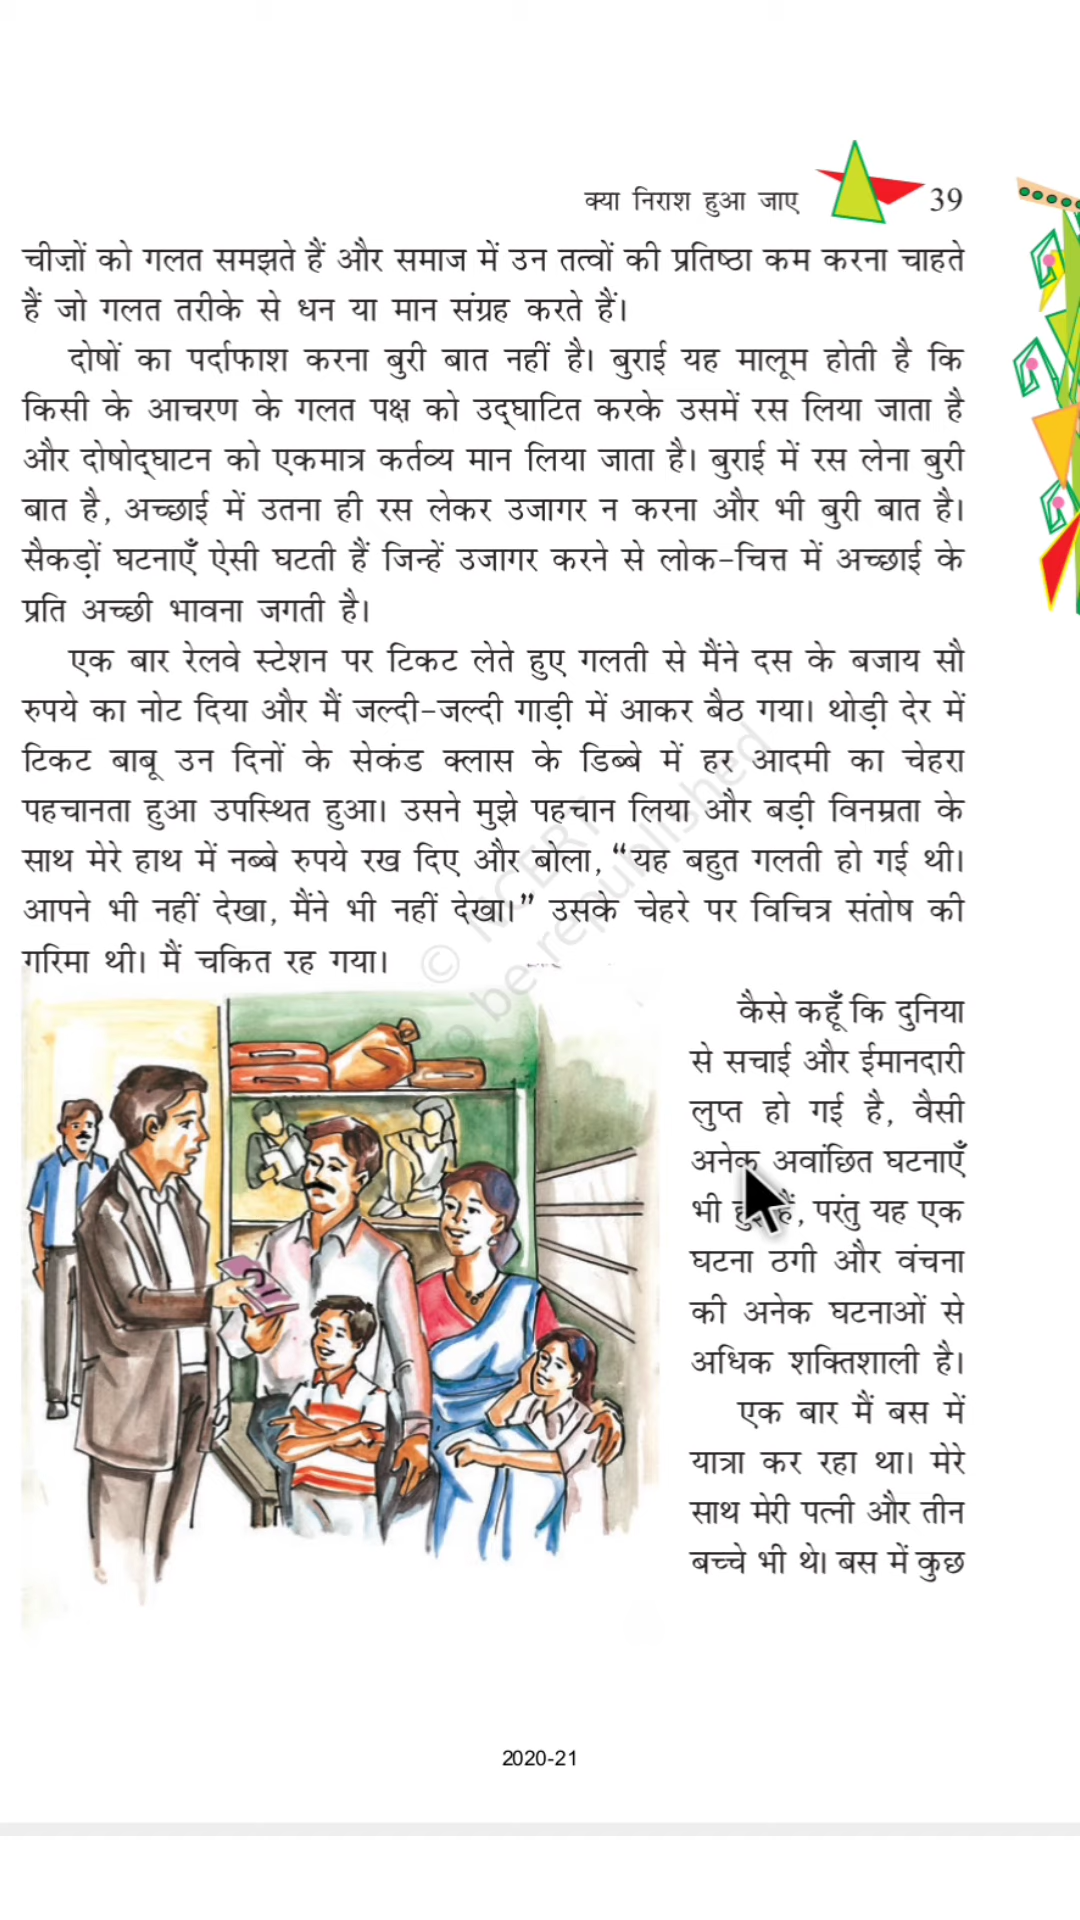 क्या निराश हुआ जाए 39
चीज़ों को गलत समझते हैं और समाज में उन तत्वों की प्रतिष्ठा कम करना चाहते
हैं जो गलत तरीके से धन या मान संग्रह करते हैं।
दोषों का पर्दाफाश करना बुरी बात नहीं है। बुराई यह मालूम होती है कि
किसी के आचरण के गलत पक्ष को उद्घाटित करके उसमें रस लिया जाता है
और दोषोद्घाटन को एकमात्र कर्तव्य मान लिया जाता है। बुराई में रस लेना बुरी
बात है, अच्छाई में उतना ही रस लेकर उजागर न करना और भी बुरी बात है।
सैकड़ों घटनाएँ ऐसी घटती हैं जिन्हें उजागर करने से लोक-चित्त में अच्छाई के
प्रति अच्छी भावना जगती है।
एक बार रेलवे स्टेशन पर टिकट लेते हुए गलती से मैंने दस के बजाय सौ
रुपये का नोट दिया और मैं जल्दी-जल्दी गाड़ी में आकर बैठ गया। थोड़ी देर में
टिकट बाबू उन दिनों के सेकंड क्लास के डिब्बे में हर आदमी का चेहरा
पहचानता हुआ उपस्थित हुआ। उसने मुझे पहचान लिया और बड़ी विनम्रता के
साथ मेरे हाथ में नब्बे रुपये रख दिए और बोला, “यह बहुत गलती हो गई थी।
आपने भी नहीं देखा, मैंने भी नहीं देखा।” उसके चेहरे पर विचित्र संतोष की
गरिमा थी। मैं चकित रह गया।
© NCERT
o be republished
कैसे कहूँ कि दुनिया
से सचाई और ईमानदारी
लुप्त हो गई है, वैसी
अनेक अवांछित घटनाएँ
भी हैं, परंतु यह एक
घटना ठगी और वंचना
की अनेक घटनाओं से
अधिक शक्तिशाली है।
एक बार मैं बस में
यात्रा कर रहा था। मेरे
साथ मेरी पत्नी और तीन
बच्चे भी थे। बस में कुछ
2020-21